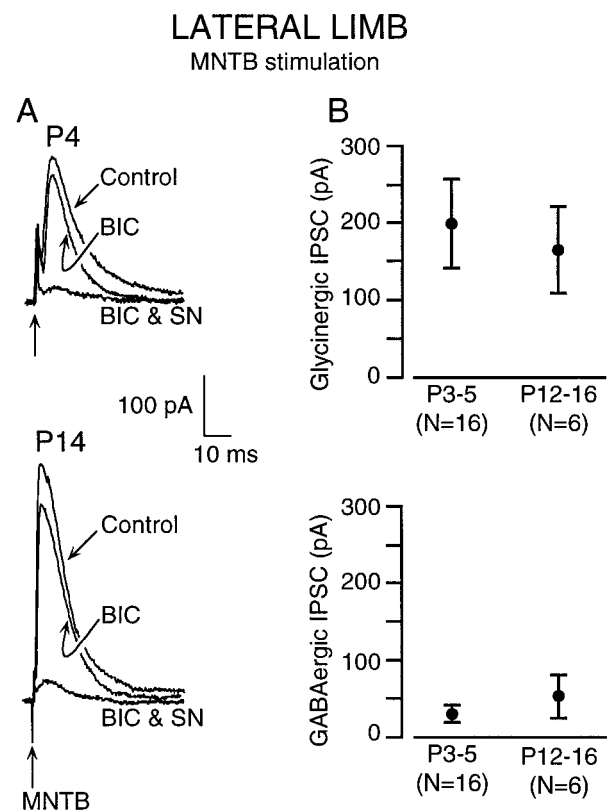 LATERAL LIMB
MNTB stimulation
A
P4
Control
BIC
BIC & SN
100 pA
10 ms
P14
Control
BIC
BIC & SN
MNTB
B
Glycinergic IPSC (pA)
300
200
100
0
P3-5
(N=16)
P12-16
(N=6)
GABAergic IPSC (pA)
300
200
100
0
P3-5
(N=16)
P12-16
(N=6)